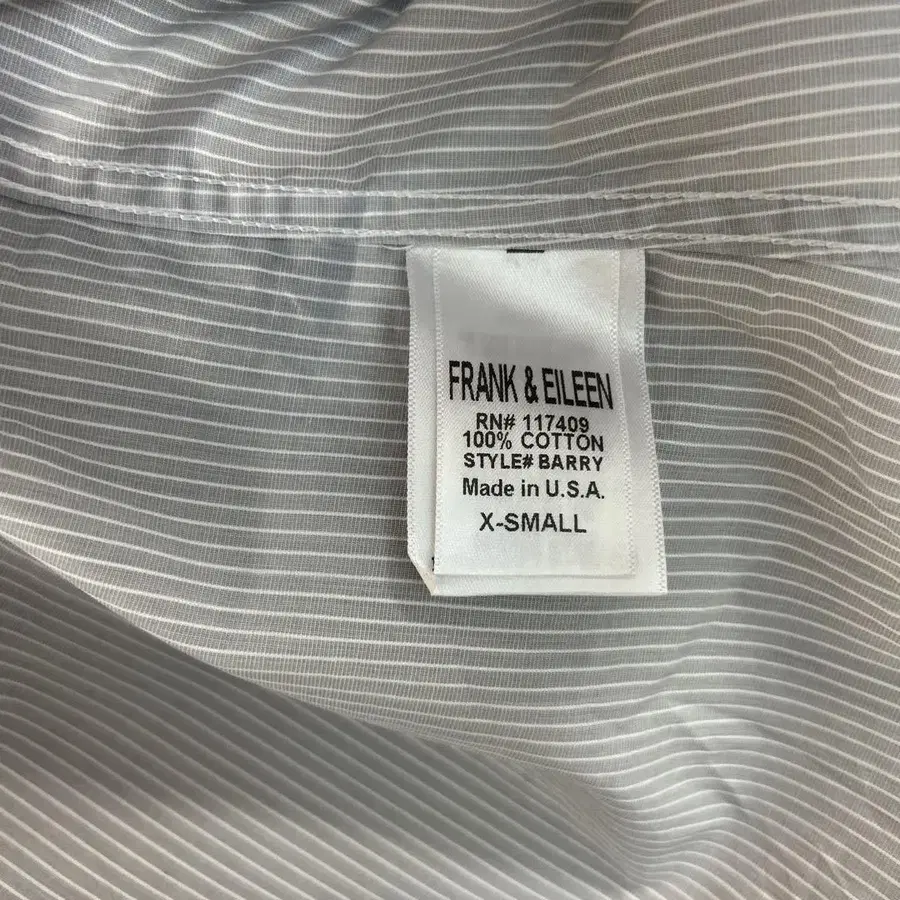 FRANK & EILEEN
RN# 117409
100% COTTON
STYLE# BARRY
Made in U.S.A.
X-SMALL